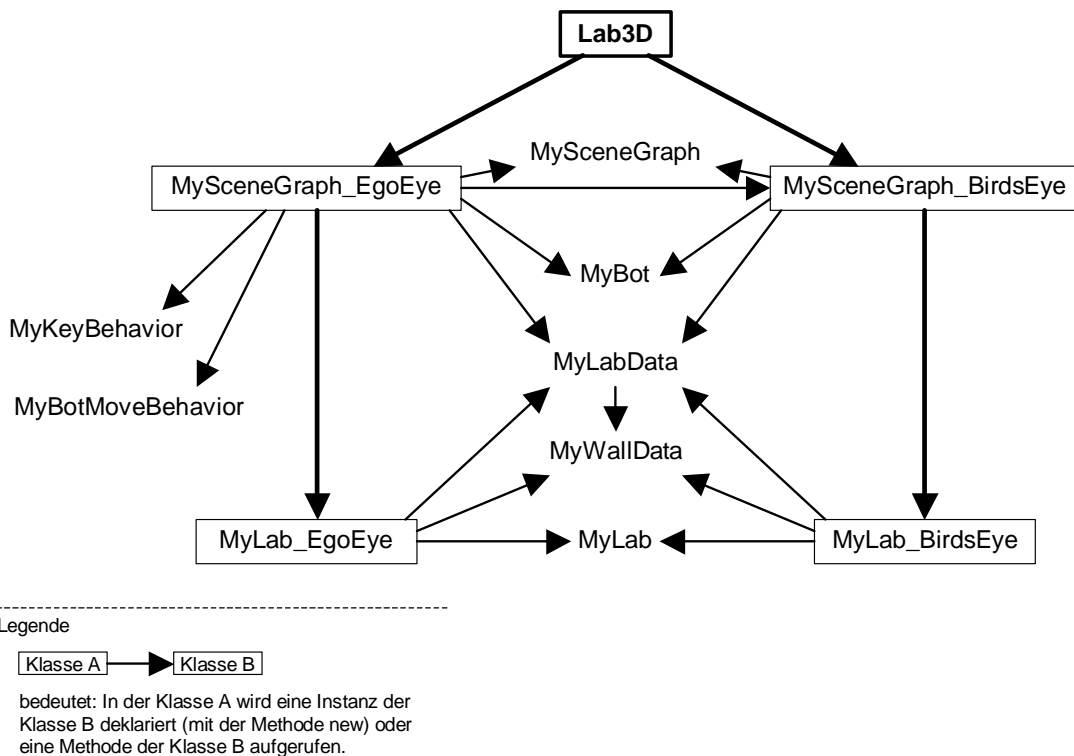 Lab3D
MySceneGraph
MySceneGraph_EgoEye
MySceneGraph_BirdsEye
MyBot
MyKeyBehavior
MyLabData
MyBotMoveBehavior
MyWallData
MyLab_EgoEye
MyLab
MyLab_BirdsEye
Legende
Klasse A
Klasse B
bedeutet: In der Klasse A wird eine Instanz der
Klasse B deklariert (mit der Methode new) oder
eine Methode der Klasse B aufgerufen.